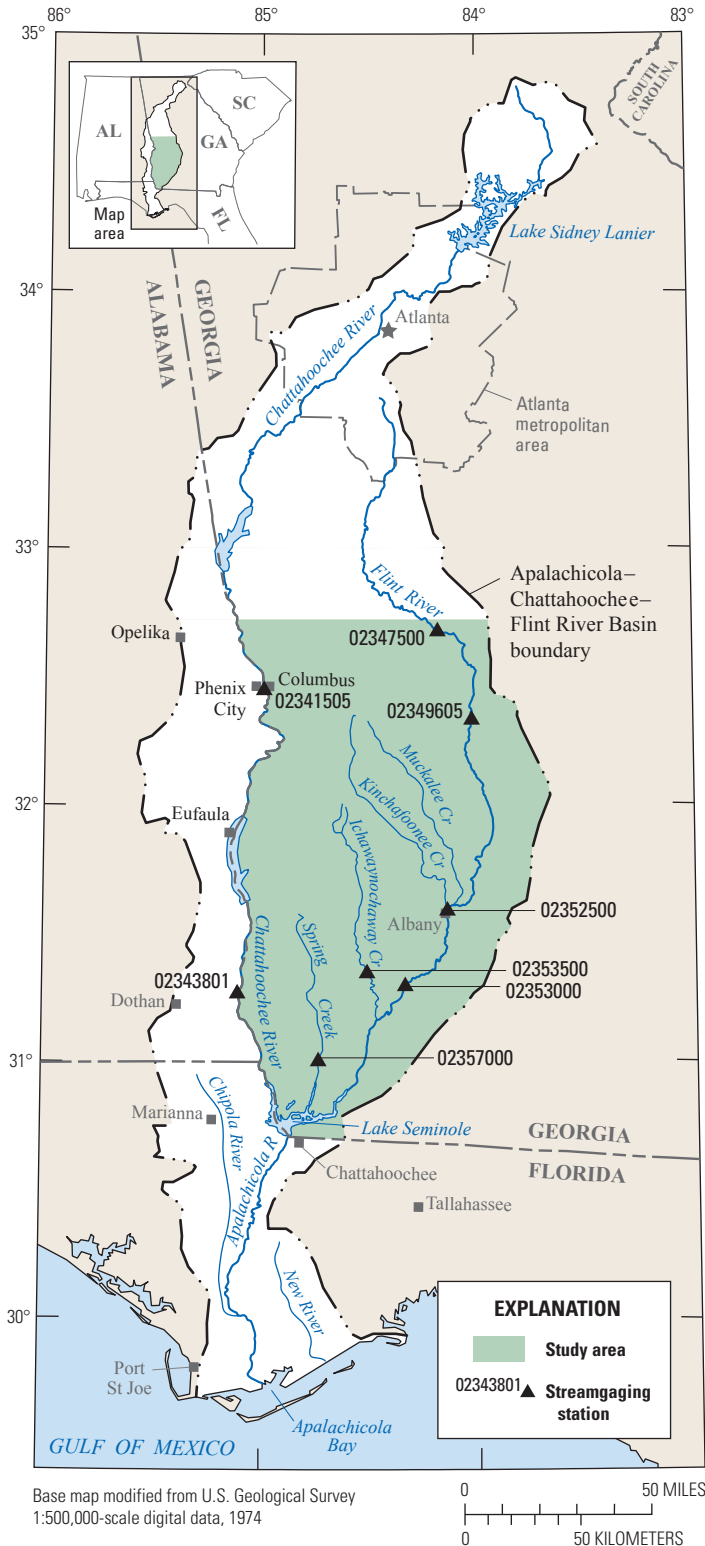 86°
85°
84°
83°
35°
34°
33°
32°
31°
30°
AL
GA
SC
FL
Map
area
SOUTH
CAROLINA
Lake Sidney Lanier
GEORGIA
ALABAMA
Chattahoochee River
Atlanta
Atlanta
metropolitan
area
Flint River
Apalachicola–
Chattahoochee–
Flint River Basin
boundary
Opelika
02347500
Phenix
City
Columbus
02341505
02349605
Muckalee Cr
Kinchafoonee Cr
Ichawaynochaway Cr
Eufaula
Albany
02352500
Chattahoochee River
Spring
Creek
02353500
02353000
02343801
Dothan
02357000
Marianna
Chipola River
Apalachicola R
Lake Seminole
GEORGIA
FLORIDA
Chattahoochee
Tallahassee
New River
Port
St Joe
Apalachicola
Bay
GULF OF MEXICO
EXPLANATION
Study area
02343801
Streamgaging
station
Base map modified from U.S. Geological Survey
1:500,000-scale digital data, 1974
0 50 MILES
0 50 KILOMETERS